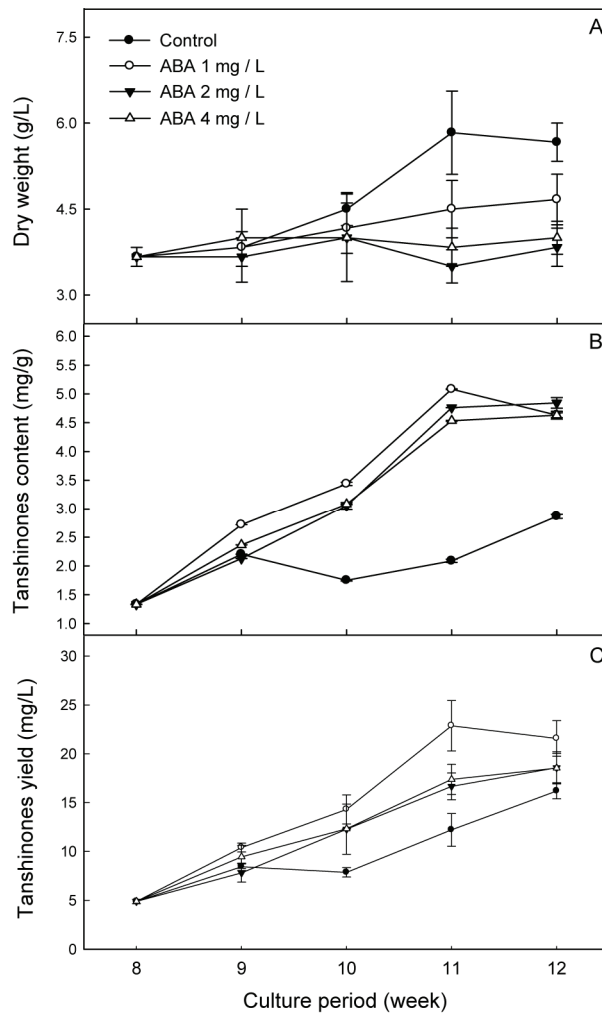 A
Control
ABA 1 mg / L
ABA 2 mg / L
ABA 4 mg / L
7.5
6.0
4.5
3.0
Dry weight (g/L)
B
6.0
5.5
5.0
4.5
4.0
3.5
3.0
2.5
2.0
1.5
1.0
Tanshinones content (mg/g)
C
30
25
20
15
10
5
0
Tanshinones yield (mg/L)
8 9 10 11 12
Culture period (week)